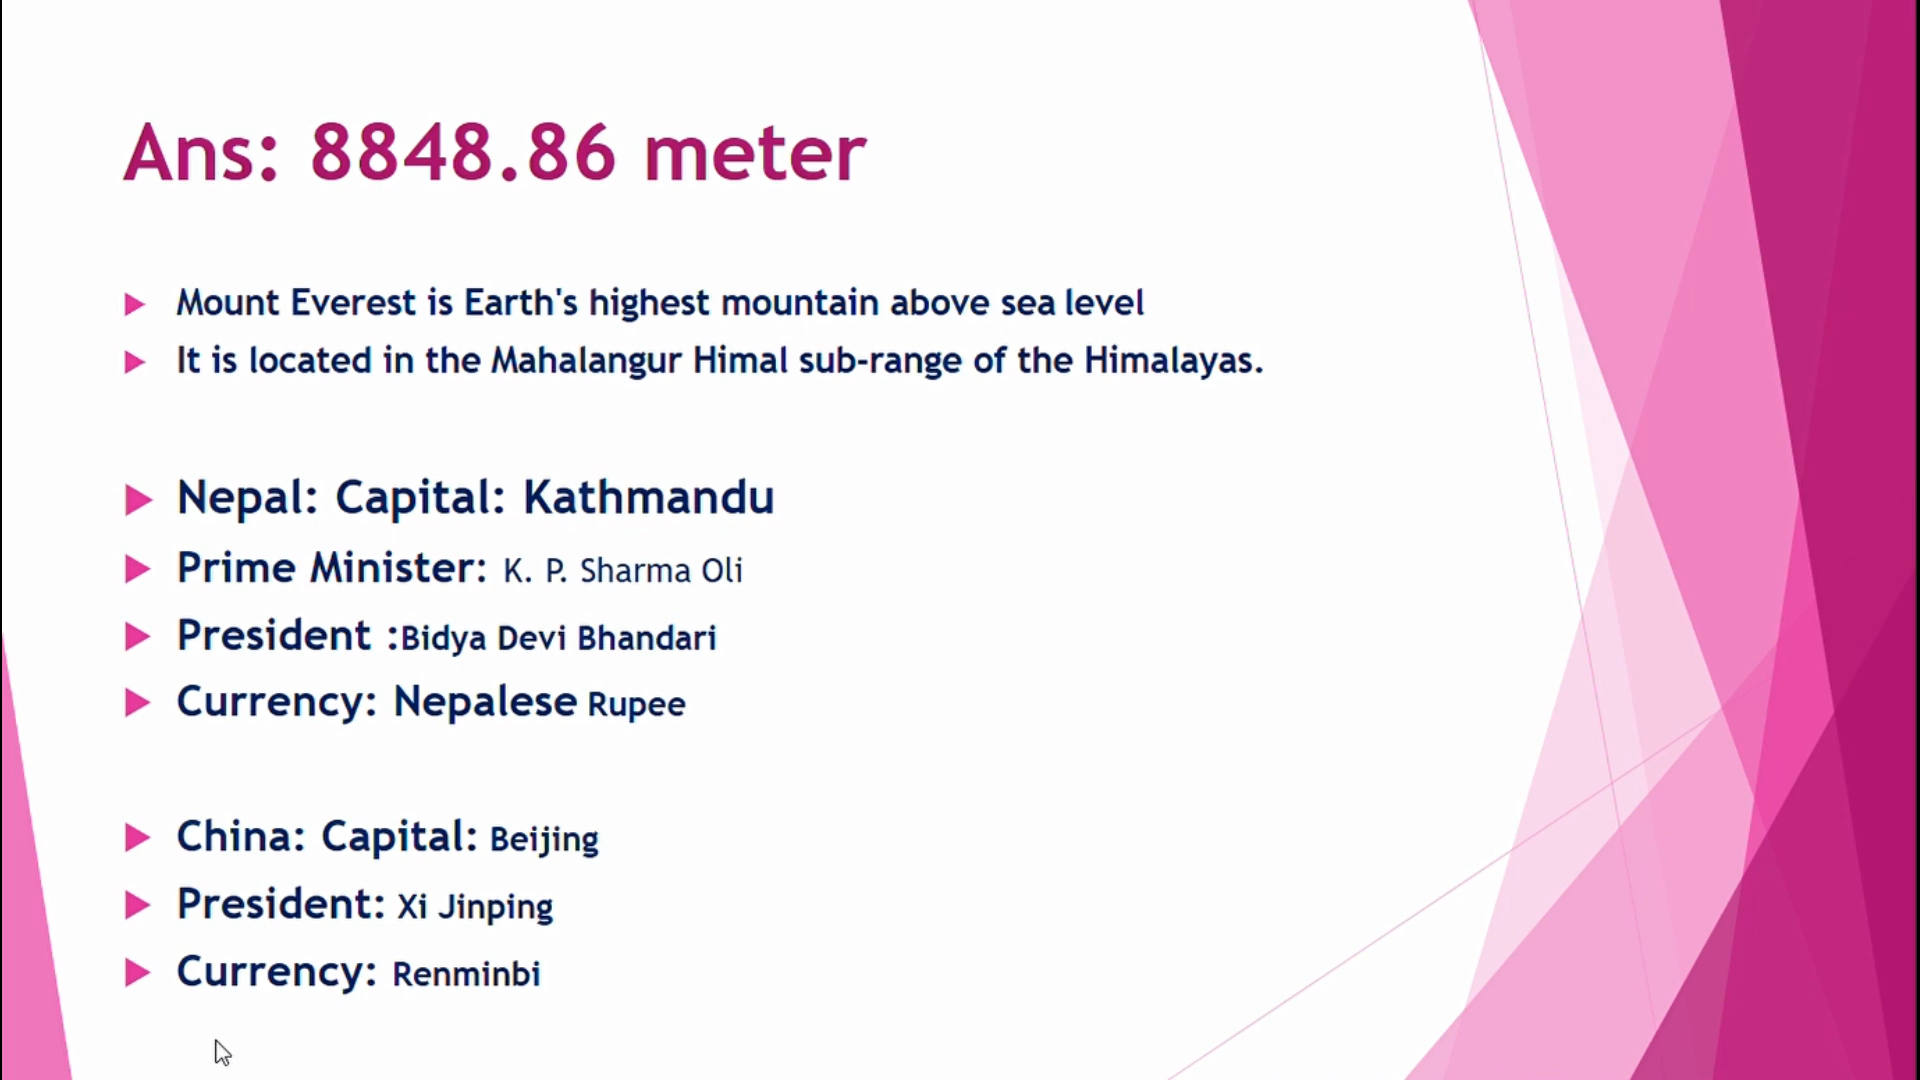 Ans: 8848.86 meter
Mount Everest is Earth's highest mountain above sea level
It is located in the Mahalangur Himal sub-range of the Himalayas.
Nepal: Capital: Kathmandu
Prime Minister: K. P. Sharma Oli
President :Bidya Devi Bhandari
Currency: Nepalese Rupee
China: Capital: Beijing
President: Xi Jinping
Currency: Renminbi